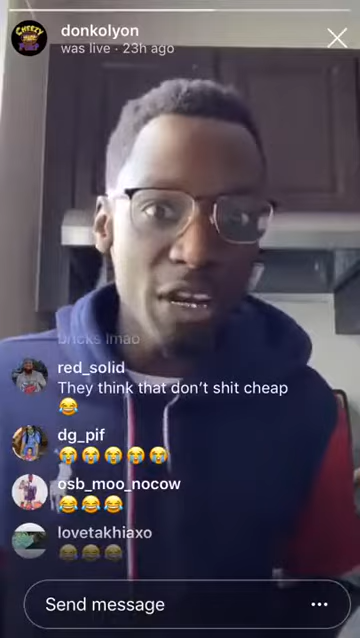 donkolyon
was live · 23h ago
bricks lmao
red_solid
They think that don't shit cheap
😂
dg_pif
😭😭😭😭😭
osb_moo_nocow
😂😂😂
lovetakhiaxo
😂😂😂
Send message